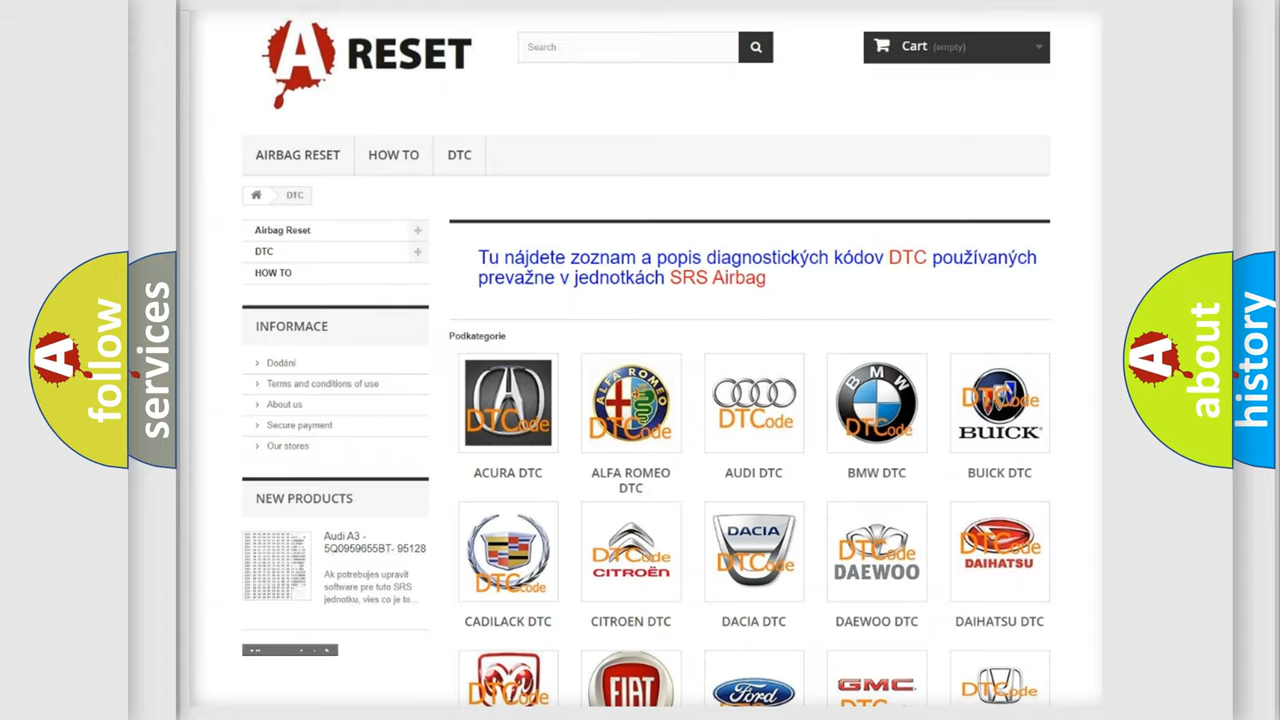 A RESET
Search
Cart (empty)
AIRBAG RESET
HOW TO
DTC
DTC
Airbag Reset
DTC
HOW TO
INFORMACE
Dodání
Terms and conditions of use
About us
Secure payment
Our stores
NEW PRODUCTS
Audi A3 -
5Q0959655BT- 95128
Ak potrebujes upravit
software pre tuto SRS
jednotku, vies co je to...
Tu nájdete zoznam a popis diagnostických kódov DTC používaných
prevažne v jednotkách SRS Airbag
Podkategorie
DTCode
ALFA ROMEO
DTCode
DTCode
BMW
DTCode
DTCode
BUICK
ACURA DTC
ALFA ROMEO
DTC
AUDI DTC
BMW DTC
BUICK DTC
DTCode
DTCode
CITROËN
DACIA
DTCode
DTCode
DAEWOO
DTCode
DAIHATSU
CADILACK DTC
CITROEN DTC
DACIA DTC
DAEWOO DTC
DAIHATSU DTC
DTCode
FIAT
Ford
DTCode
GMC
DTCode
A follow
services
A about
history